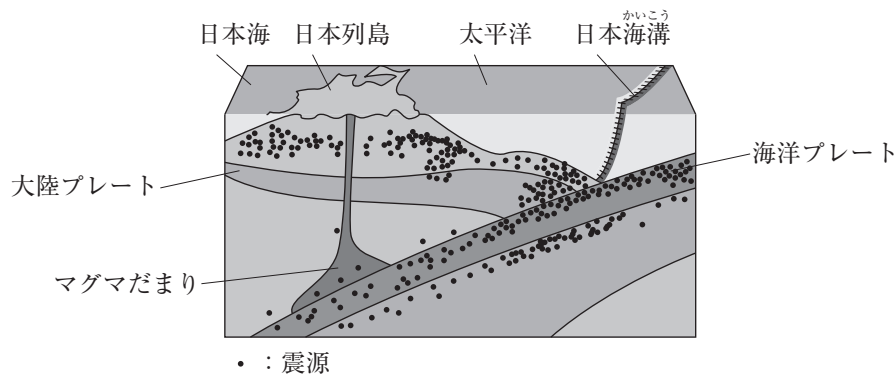 日本海 日本列島 太平洋 日本海溝
かいこう
海洋プレート
大陸プレート
マグマだまり
・：震源